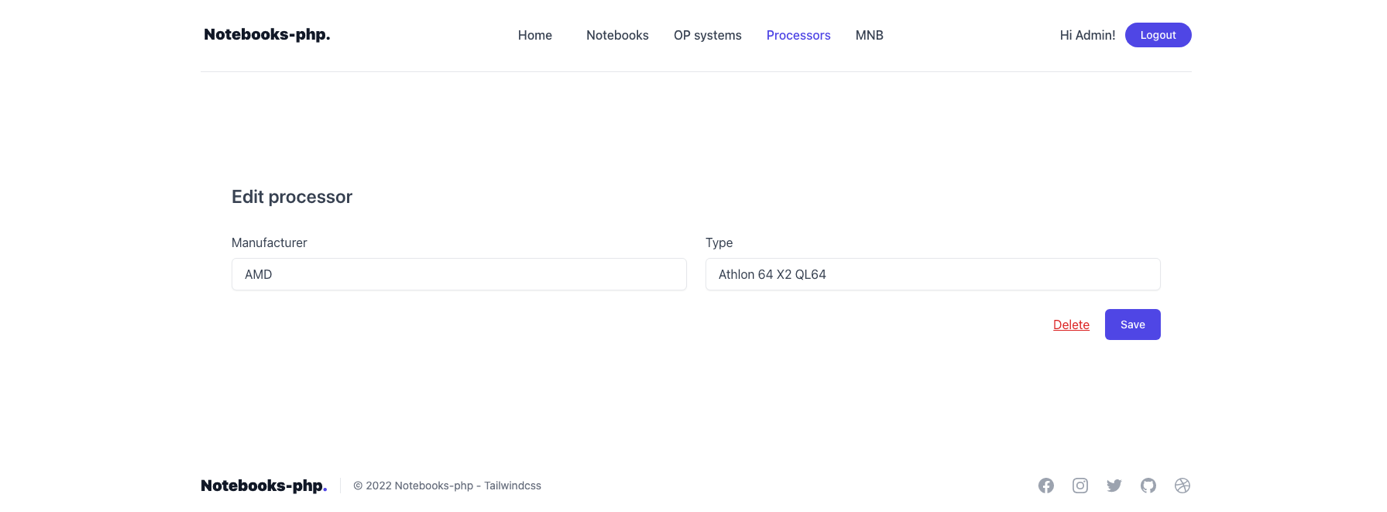 Notebooks-php. Home Notebooks OP systems Processors MNB Hi Admin! Logout
Edit processor
Manufacturer Type
AMD Athlon 64 X2 QL64
Delete Save
Notebooks-php. © 2022 Notebooks-php - Tailwindcss